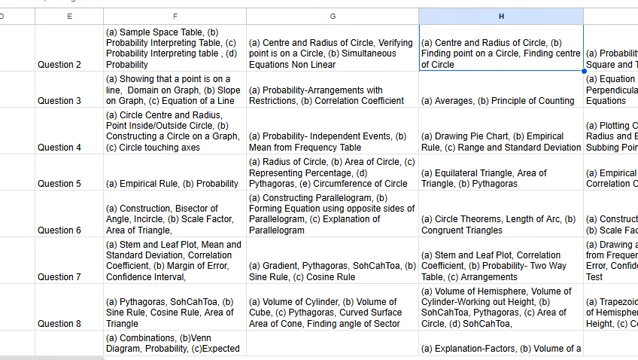 E F G H
Question 2
(a) Sample Space Table, (b)
Probability Interpreting Table, (c)
Probability Interpreting table , (d)
Probability
(a) Centre and Radius of Circle, Verifying
point is on a Circle, (b) Simultaneous
Equations Non Linear
(a) Centre and Radius of Circle, (b)
Finding point on a Circle, Finding centre
of Circle
(a) Probability-
Square and
Question 3
(a) Showing that a point is on a
line, Domain on Graph, (b) Slope
on Graph, (c) Equation of a Line
(a) Probability-Arrangements with
Restrictions, (b) Correlation Coefficient
(a) Averages, (b) Principle of Counting
(a) Equation
Perpendicula
Equations
Question 4
(a) Circle Centre and Radius,
Point Inside/Outside Circle, (b)
Constructing a Circle on a Graph,
(c) Circle touching axes
(a) Probability- Independent Events, (b)
Mean from Frequency Table
(a) Drawing Pie Chart, (b) Empirical
Rule, (c) Range and Standard Deviation
(a) Plotting C
Radius and E
Subbing Poin
Question 5
(a) Empirical Rule, (b) Probability
(a) Radius of Circle, (b) Area of Circle, (c)
Representing Percentage, (d)
Pythagoras, (e) Circumference of Circle
(a) Equilateral Triangle, Area of
Triangle, (b) Pythagoras
(a) Empirical
Correlation C
Question 6
(a) Construction, Bisector of
Angle, Incircle, (b) Scale Factor,
Area of Triangle,
(a) Constructing Parallelogram, (b)
Forming Equation using opposite sides of
Parallelogram, (c) Explanation of
Parallelogram
(a) Circle Theorems, Length of Arc, (b)
Congruent Triangles
(a) Construct
(b) Scale Fac
Question 7
(a) Stem and Leaf Plot, Mean and
Standard Deviation, Correlation
Coefficient, (b) Margin of Error,
Confidence Interval,
(a) Gradient, Pythagoras, SohCahToa, (b)
Sine Rule, (c) Cosine Rule
(a) Stem and Leaf Plot, Correlation
Coefficient, (b) Probability- Two Way
Table, (c) Arrangements
(a) Drawing a
from Frequen
Error, Confide
Test
Question 8
(a) Pythagoras, SohCahToa, (b)
Sine Rule, Cosine Rule, Area of
Triangle
(a) Volume of Cylinder, (b) Volume of
Cube, (c) Pythagoras, Curved Surface
Area of Cone, Finding angle of Sector
(a) Volume of Hemisphere, Volume of
Cylinder-Working out Height, (b)
SohCahToa, Pythagoras, (c) Area of
Circle, (d) SohCahToa,
(a) Trapezoid
of Hemispher
Height, (c) Co
(a) Combinations, (b)Venn
Diagram, Probability, (c)Expected
(a) Explanation-Factors, (b) Volume of a